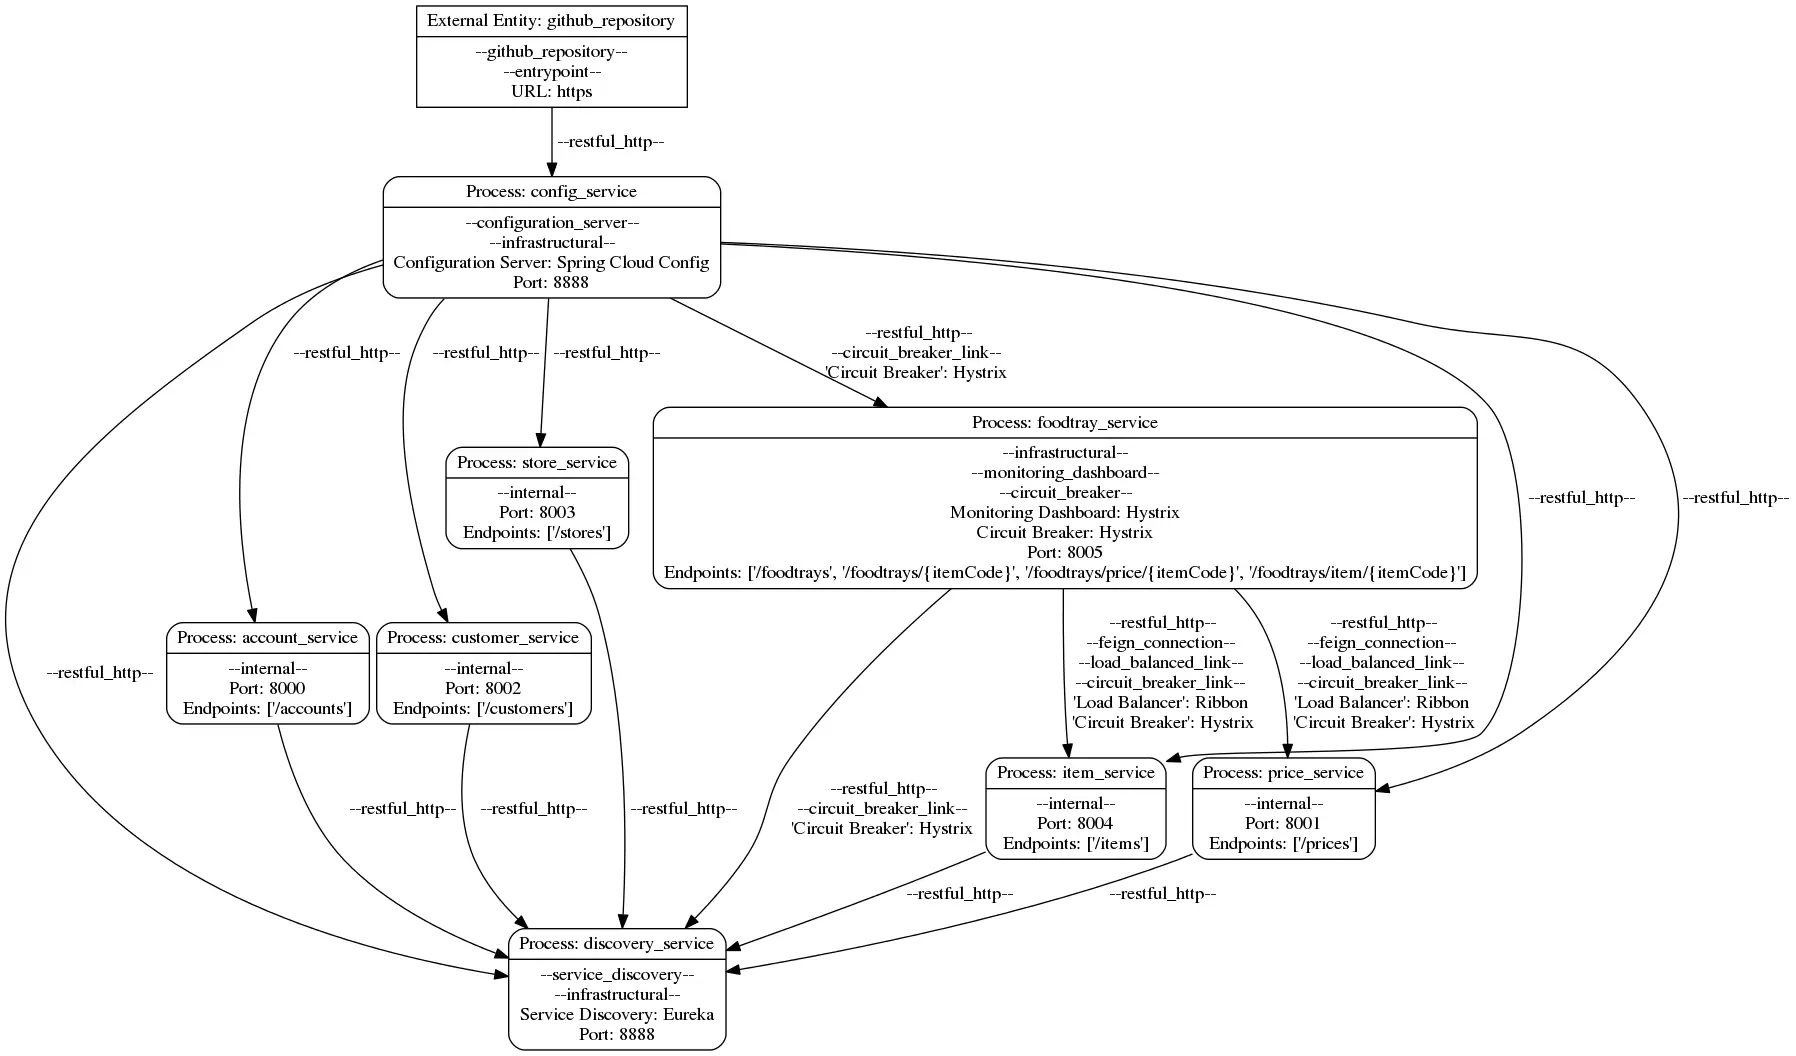 External Entity: github_repository
--github_repository--
--entrypoint--
URL: https
--restful_http--
Process: config_service
--configuration_server--
--infrastructural--
Configuration Server: Spring Cloud Config
Port: 8888
--restful_http--
--restful_http--
--restful_http--
--restful_http--
--circuit_breaker_link--
'Circuit Breaker': Hystrix
Process: foodtray_service
--infrastructural--
--monitoring_dashboard--
--circuit_breaker--
Monitoring Dashboard: Hystrix
Circuit Breaker: Hystrix
Port: 8005
Endpoints: ['/foodtrays', '/foodtrays/{itemCode}', '/foodtrays/price/{itemCode}', '/foodtrays/item/{itemCode}']
Process: store_service
--internal--
Port: 8003
Endpoints: ['/stores']
--restful_http--
--restful_http--
--restful_http--
Process: account_service
--internal--
Port: 8000
Endpoints: ['/accounts']
Process: customer_service
--internal--
Port: 8002
Endpoints: ['/customers']
--restful_http--
--feign_connection--
--load_balanced_link--
--circuit_breaker_link--
'Load Balancer': Ribbon
'Circuit Breaker': Hystrix
--restful_http--
--feign_connection--
--load_balanced_link--
--circuit_breaker_link--
'Load Balancer': Ribbon
'Circuit Breaker': Hystrix
--restful_http--
--restful_http--
--restful_http--
--restful_http--
--circuit_breaker_link--
'Circuit Breaker': Hystrix
Process: item_service
--internal--
Port: 8004
Endpoints: ['/items']
Process: price_service
--internal--
Port: 8001
Endpoints: ['/prices']
--restful_http--
--restful_http--
Process: discovery_service
--service_discovery--
--infrastructural--
Service Discovery: Eureka
Port: 8888